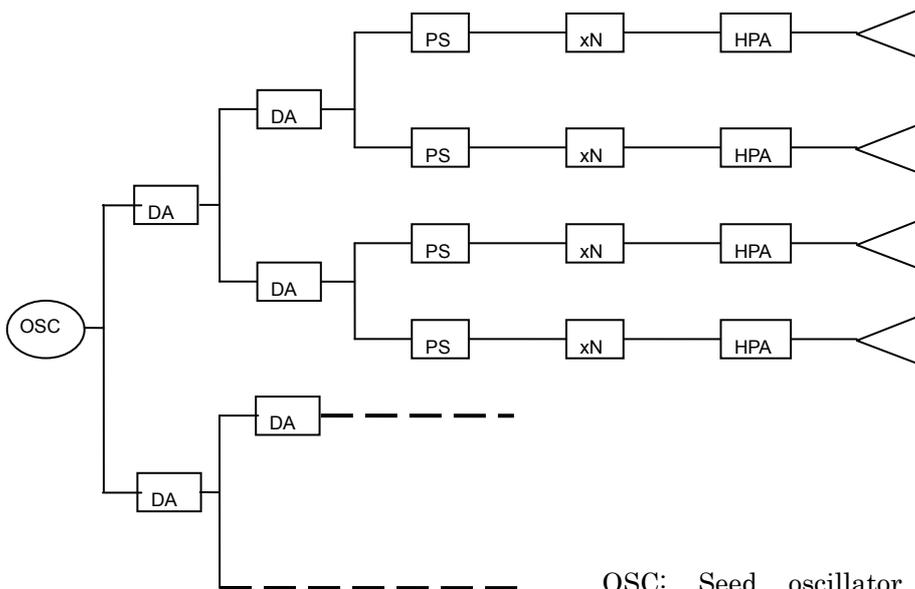 PS xN HPA
DA
PS xN HPA
DA
PS xN HPA
DA
OSC
PS xN HPA
DA
DA
OSC: Seed oscillator